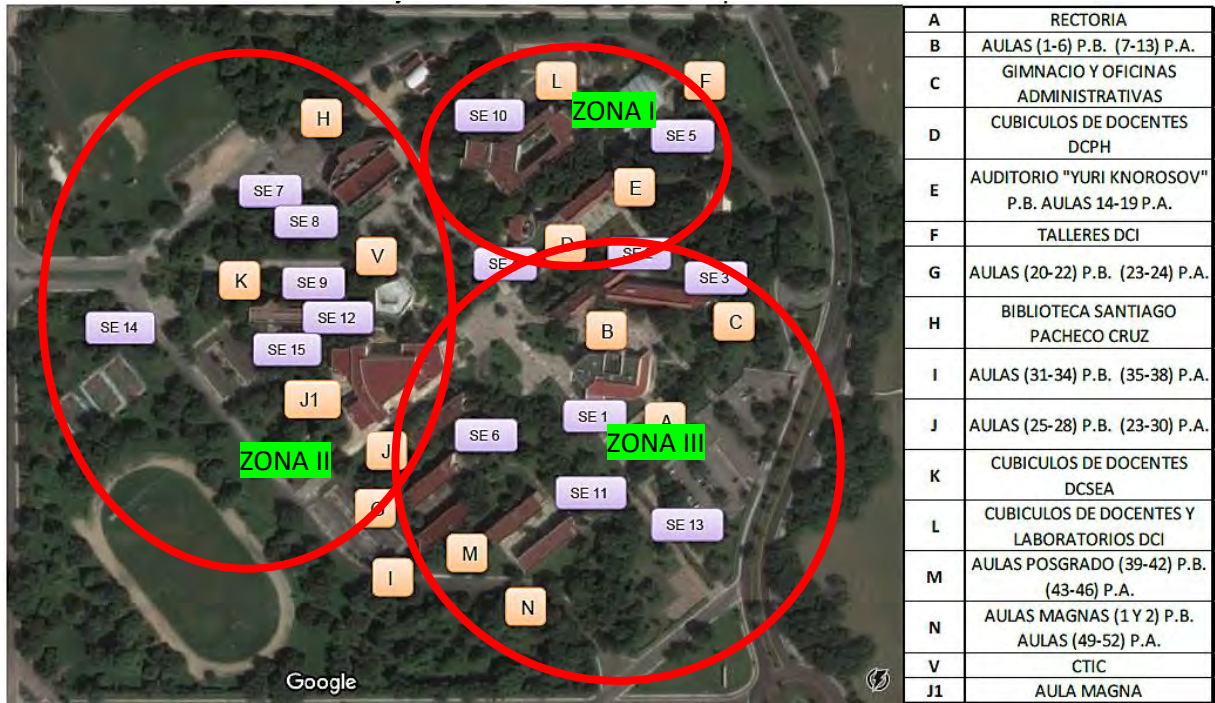 L
F
SE 10
ZONA I
H
SE 5
SE 7
E
SE 8
D
V
SE
SE
K
SE 9
SE 3
SE 14
SE 12
B
C
SE 15
J1
SE 1
A
SE 6
ZONA III
J
ZONA II
SE 11
G
SE 13
M
I
N
Google
A RECTORIA
B AULAS (1-6) P.B. (7-13) P.A.
C GIMNACIO Y OFICINAS
ADMINISTRATIVAS
D CUBICULOS DE DOCENTES
DCPH
E AUDITORIO "YURI KNOROSOV"
P.B. AULAS 14-19 P.A.
F TALLERES DCI
G AULAS (20-22) P.B. (23-24) P.A.
H BIBLIOTECA SANTIAGO
PACHECO CRUZ
I AULAS (31-34) P.B. (35-38) P.A.
J AULAS (25-28) P.B. (23-30) P.A.
K CUBICULOS DE DOCENTES
DCSEA
L CUBICULOS DE DOCENTES Y
LABORATORIOS DCI
M AULAS POSGRADO (39-42) P.B.
(43-46) P.A.
N AULAS MAGNAS (1 Y 2) P.B.
AULAS (49-52) P.A.
V CTIC
J1 AULA MAGNA